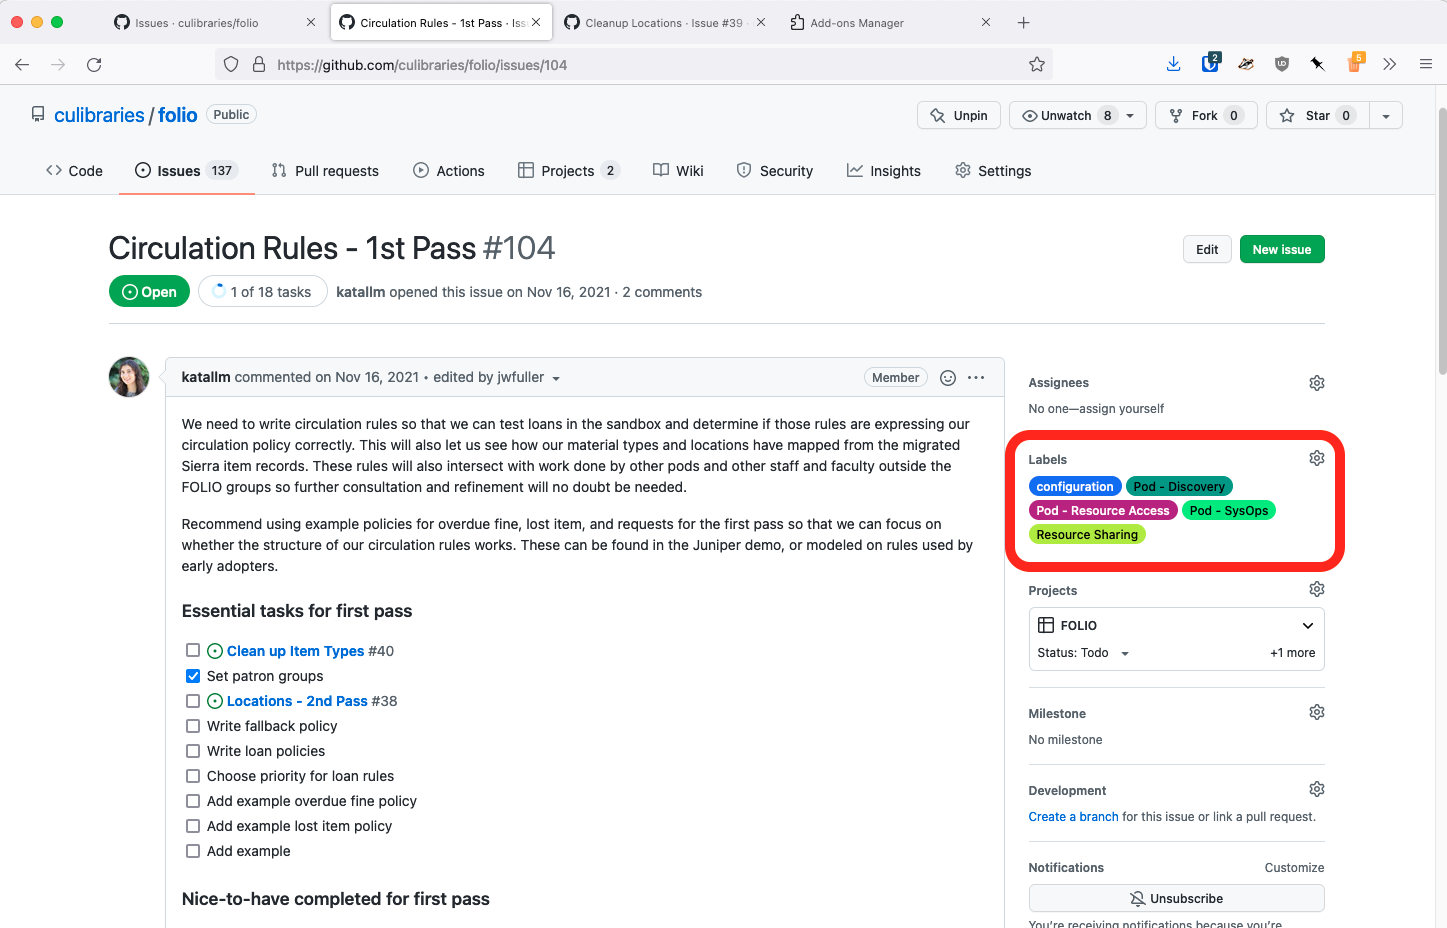 Issues · culibraries/folio
Circulation Rules - 1st Pass · Iss
Cleanup Locations · Issue #39 ·
Add-ons Manager
https://github.com/culibraries/folio/issues/104
2
5
culibraries / folio Public
Unpin
Unwatch 8
Fork 0
Star 0
Code
Issues 137
Pull requests
Actions
Projects 2
Wiki
Security
Insights
Settings
Circulation Rules - 1st Pass #104
Edit
New issue
Open
1 of 18 tasks
katallm opened this issue on Nov 16, 2021 · 2 comments
katallm commented on Nov 16, 2021 • edited by jwfuller
Member
We need to write circulation rules so that we can test loans in the sandbox and determine if those rules are expressing our
circulation policy correctly. This will also let us see how our material types and locations have mapped from the migrated
Sierra item records. These rules will also intersect with work done by other pods and other staff and faculty outside the
FOLIO groups so further consultation and refinement will no doubt be needed.
Recommend using example policies for overdue fine, lost item, and requests for the first pass so that we can focus on
whether the structure of our circulation rules works. These can be found in the Juniper demo, or modeled on rules used by
early adopters.
Essential tasks for first pass
Clean up Item Types #40
Set patron groups
Locations - 2nd Pass #38
Write fallback policy
Write loan policies
Choose priority for loan rules
Add example overdue fine policy
Add example lost item policy
Add example
Nice-to-have completed for first pass
Assignees
No one—assign yourself
Labels
configuration
Pod - Discovery
Pod - Resource Access
Pod - SysOps
Resource Sharing
Projects
FOLIO
Status: Todo
+1 more
Milestone
No milestone
Development
Create a branch for this issue or link a pull request.
Notifications
Customize
Unsubscribe
You're receiving notifications because you're